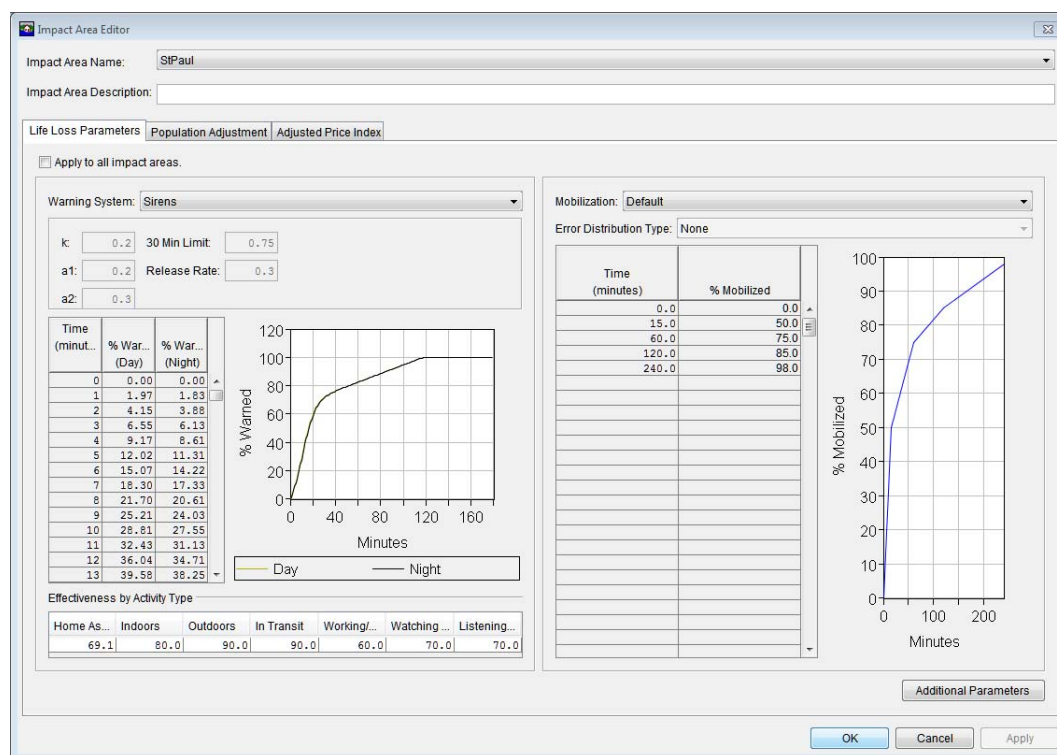 Impact Area Editor
Impact Area Name: StPaul
Impact Area Description:
Life Loss Parameters Population Adjustment Adjusted Price Index
Apply to all impact areas.
Warning System: Sirens
k: 0.2 30 Min Limit: 0.75
a1: 0.2 Release Rate: 0.3
a2: 0.3
Time (minut... % War... (Day) % War... (Night)
0 0.00 0.00
1 1.97 1.83
2 4.15 3.88
3 6.55 6.13
4 9.17 8.61
5 12.02 11.31
6 15.07 14.22
7 18.30 17.33
8 21.70 20.61
9 25.21 24.03
10 28.81 27.55
11 32.43 31.13
12 36.04 34.71
13 39.58 38.25
120
100
80
60
40
20
0
% Warned
0 40 80 120 160
Minutes
Day Night
Effectiveness by Activity Type
Home As... Indoors Outdoors In Transit Working/... Watching ... Listening...
69.1 80.0 90.0 90.0 60.0 70.0 70.0
Mobilization: Default
Error Distribution Type: None
Time (minutes) % Mobilized
0.0 0.0
15.0 50.0
60.0 75.0
120.0 85.0
240.0 98.0
100
90
80
70
60
50
40
30
20
10
0
% Mobilized
0 100 200
Minutes
Additional Parameters
OK Cancel Apply